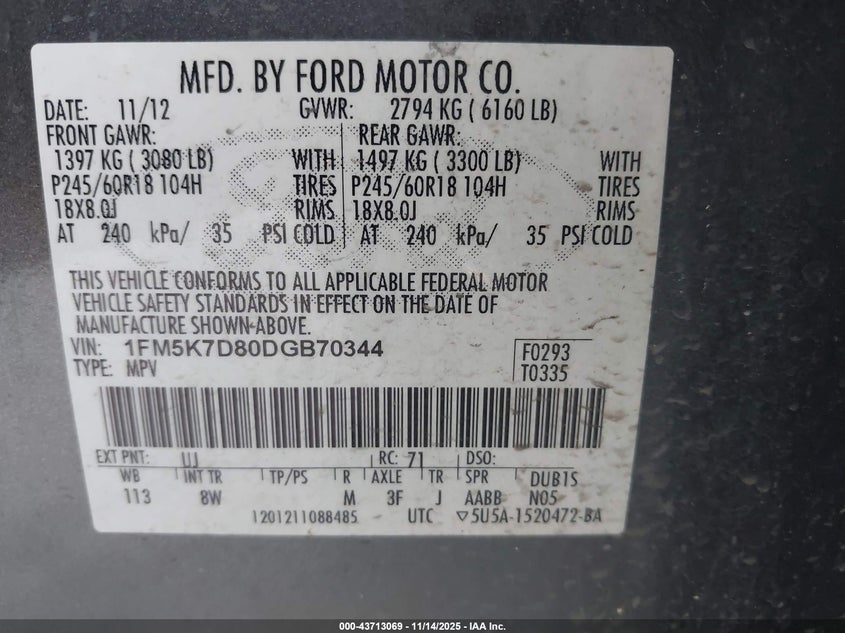 MFD. BY FORD MOTOR CO.
DATE: 11/12 GVWR: 2794 KG ( 6160 LB)
FRONT GAWR: REAR GAWR:
1397 KG ( 3080 LB) WITH 1497 KG ( 3300 LB) WITH
P245/60R18 104H TIRES P245/60R18 104H TIRES
18X8.0J RIMS 18X8.0J RIMS
AT 240 kPa/ 35 PSI COLD AT 240 kPa/ 35 PSI COLD
THIS VEHICLE CONFORMS TO ALL APPLICABLE FEDERAL MOTOR
VEHICLE SAFETY STANDARDS IN EFFECT ON THE DATE OF
MANUFACTURE SHOWN ABOVE.
VIN: 1FM5K7D80DGB70344 F0293
TYPE: MPV T0335
EXT PNT: UJ RC: 71 DSO:
WB INT TR TP/PS R AXLE TR SPR DUB1S
113 8W M 3F J AABB N05
1201211088485 UTC ▽5U5A-1520472-BA
000-43713069 - 11/14/2025 - IAA Inc.